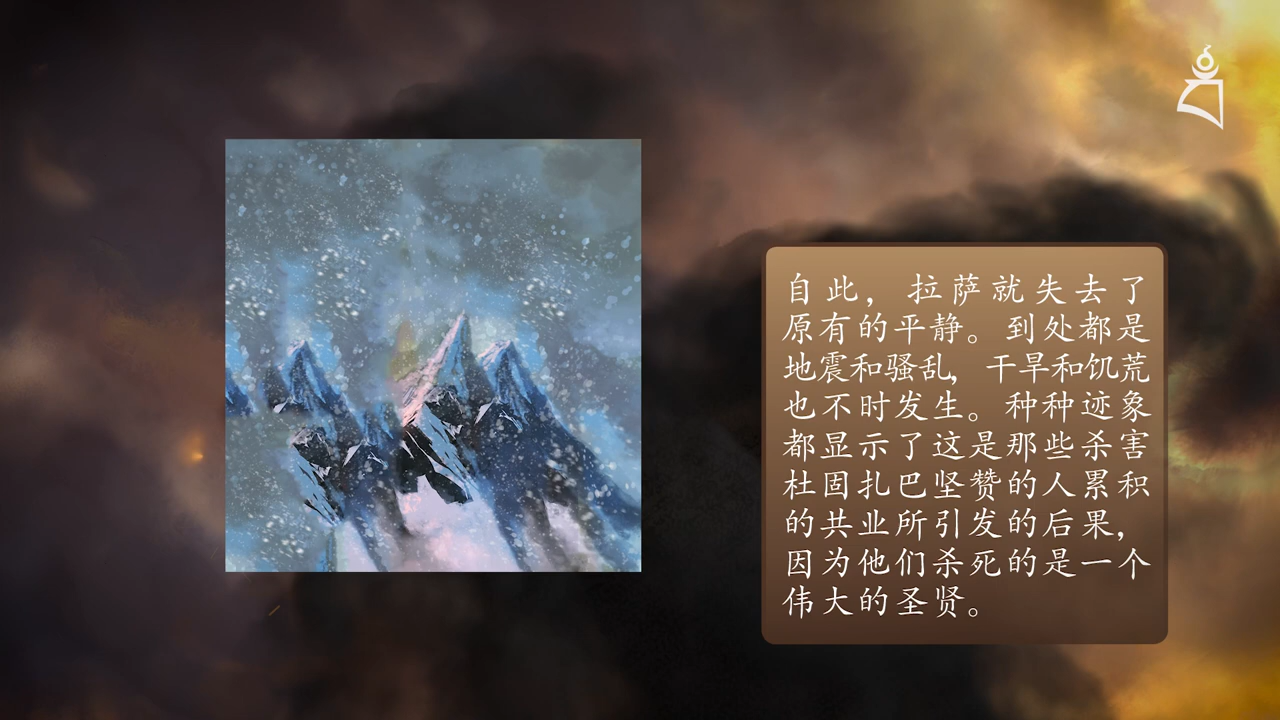 自此，拉萨就失去了
原有的平静。到处都是
地震和骚乱，干旱和饥荒
也不时发生。种种迹象
都显示了这是那些杀害
杜固扎巴坚赞的人累积
的共业所引发的后果，
因为他们杀死的是一个
伟大的圣贤。